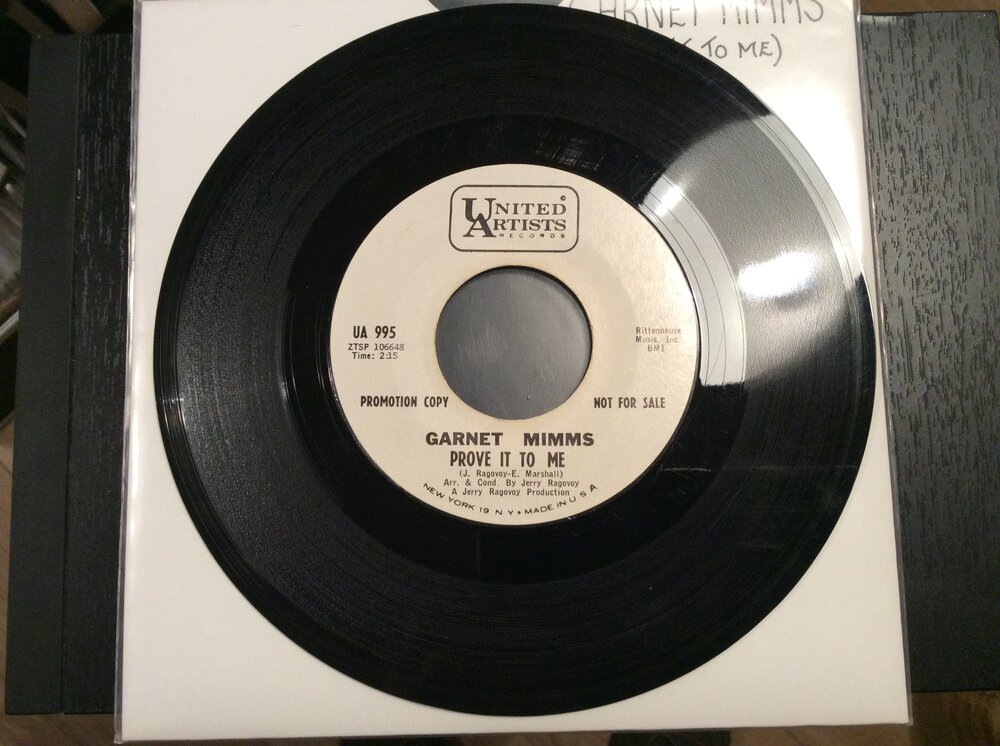 GARNET MIMMS
TO ME)
UNITED
ARTISTS
RECORDS
UA 995
ZTSP 106648
Time: 2:15
Rittenhouse
Music, Inc.
BMI
PROMOTION COPY
NOT FOR SALE
GARNET MIMMS
PROVE IT TO ME
(J. Ragovoy-E. Marshall)
Arr. & Cond. By Jerry Ragovoy
A Jerry Ragovoy Production
NEW YORK 19 N Y • MADE IN U.S.A